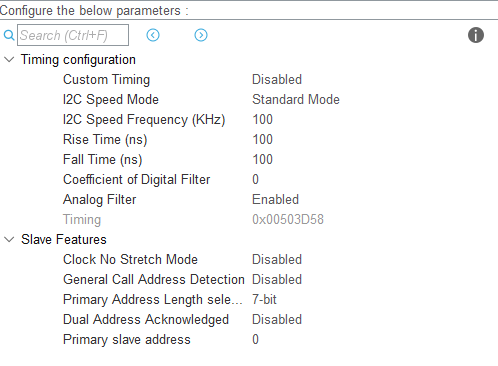 Configure the below parameters :
Search (Ctrl+F)
Timing configuration
Custom Timing Disabled
I2C Speed Mode Standard Mode
I2C Speed Frequency (KHz) 100
Rise Time (ns) 100
Fall Time (ns) 100
Coefficient of Digital Filter 0
Analog Filter Enabled
Timing 0x00503D58
Slave Features
Clock No Stretch Mode Disabled
General Call Address Detection Disabled
Primary Address Length sele... 7-bit
Dual Address Acknowledged Disabled
Primary slave address 0